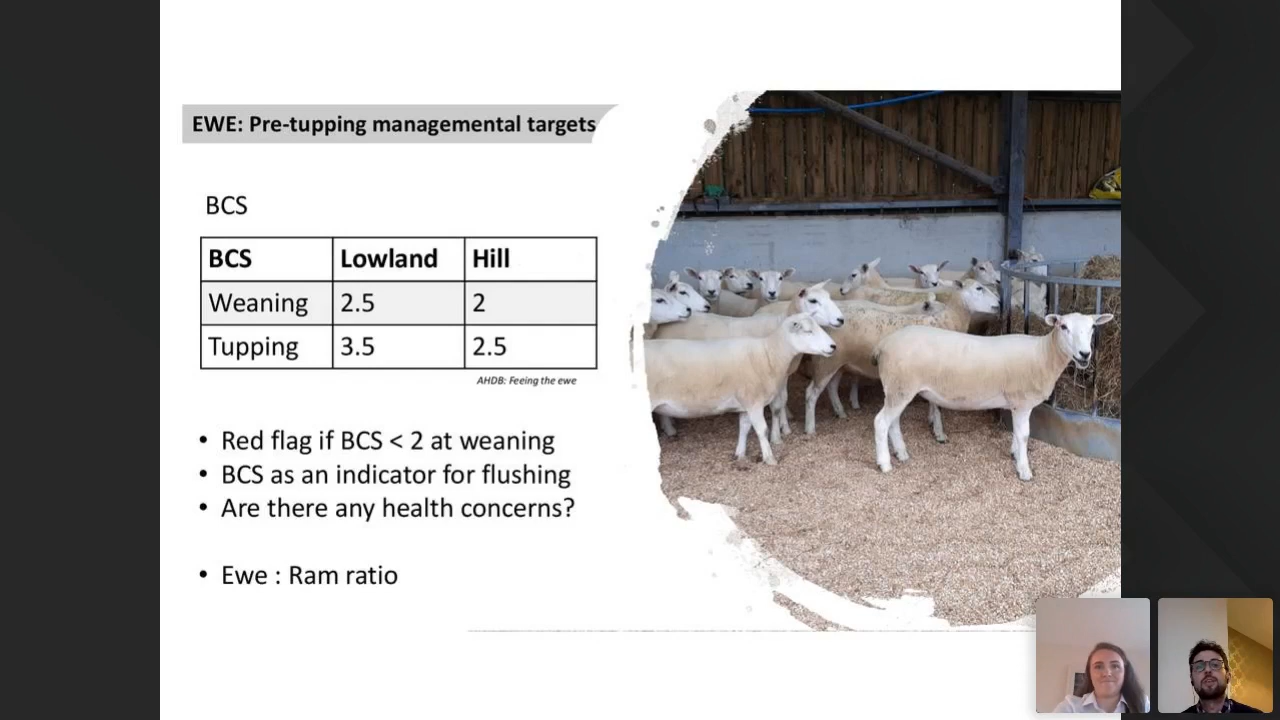 EWE: Pre-tupping managemental targets
BCS
BCS Lowland Hill
Weaning 2.5 2
Tupping 3.5 2.5
AHDB: Feeing the ewe
• Red flag if BCS < 2 at weaning
• BCS as an indicator for flushing
• Are there any health concerns?
• Ewe : Ram ratio